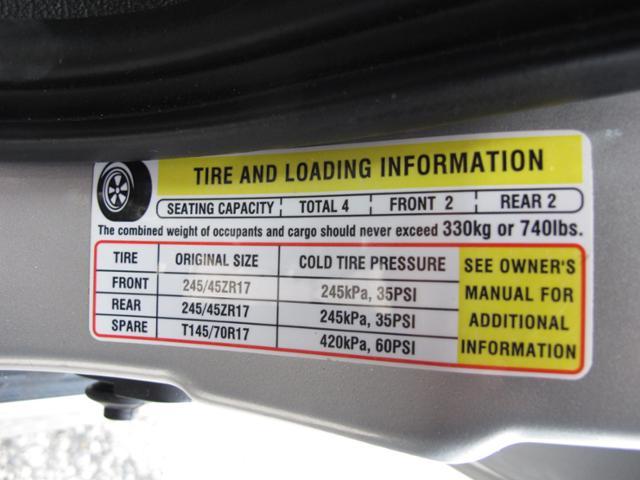 TIRE AND LOADING INFORMATION
SEATING CAPACITY TOTAL 4 FRONT 2 REAR 2
The combined weight of occupants and cargo should never exceed 330kg or 740lbs.
TIRE ORIGINAL SIZE COLD TIRE PRESSURE
FRONT 245/45ZR17 245kPa, 35PSI
REAR 245/45ZR17 245kPa, 35PSI
SPARE T145/70R17 420kPa, 60PSI
SEE OWNER'S
MANUAL FOR
ADDITIONAL
INFORMATION